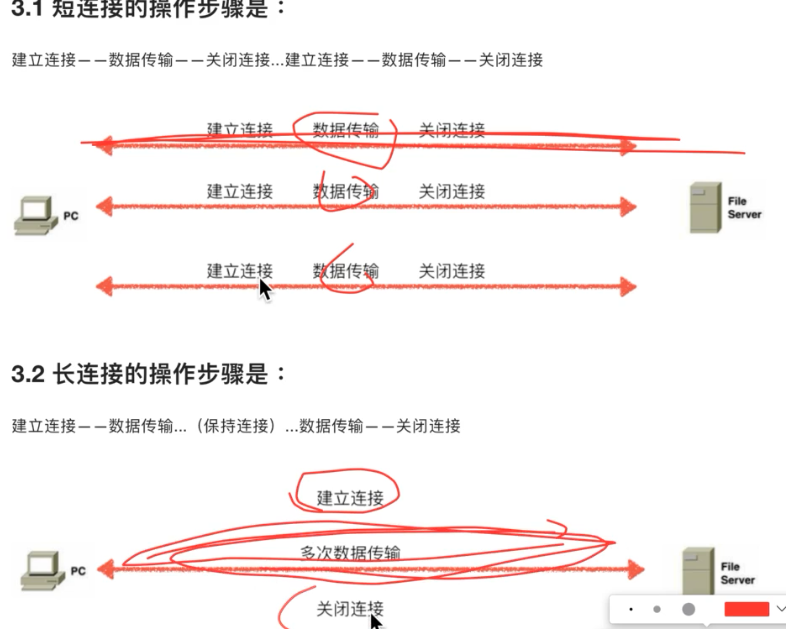 3.1 短连接的操作步骤是：
建立连接——数据传输——关闭连接...建立连接——数据传输——关闭连接
建立连接 数据传输 关闭连接
建立连接 数据传输 关闭连接
PC
File
Server
建立连接 数据传输 关闭连接
3.2 长连接的操作步骤是：
建立连接——数据传输...（保持连接）...数据传输——关闭连接
建立连接
多次数据传输
PC
File
Server
关闭连接